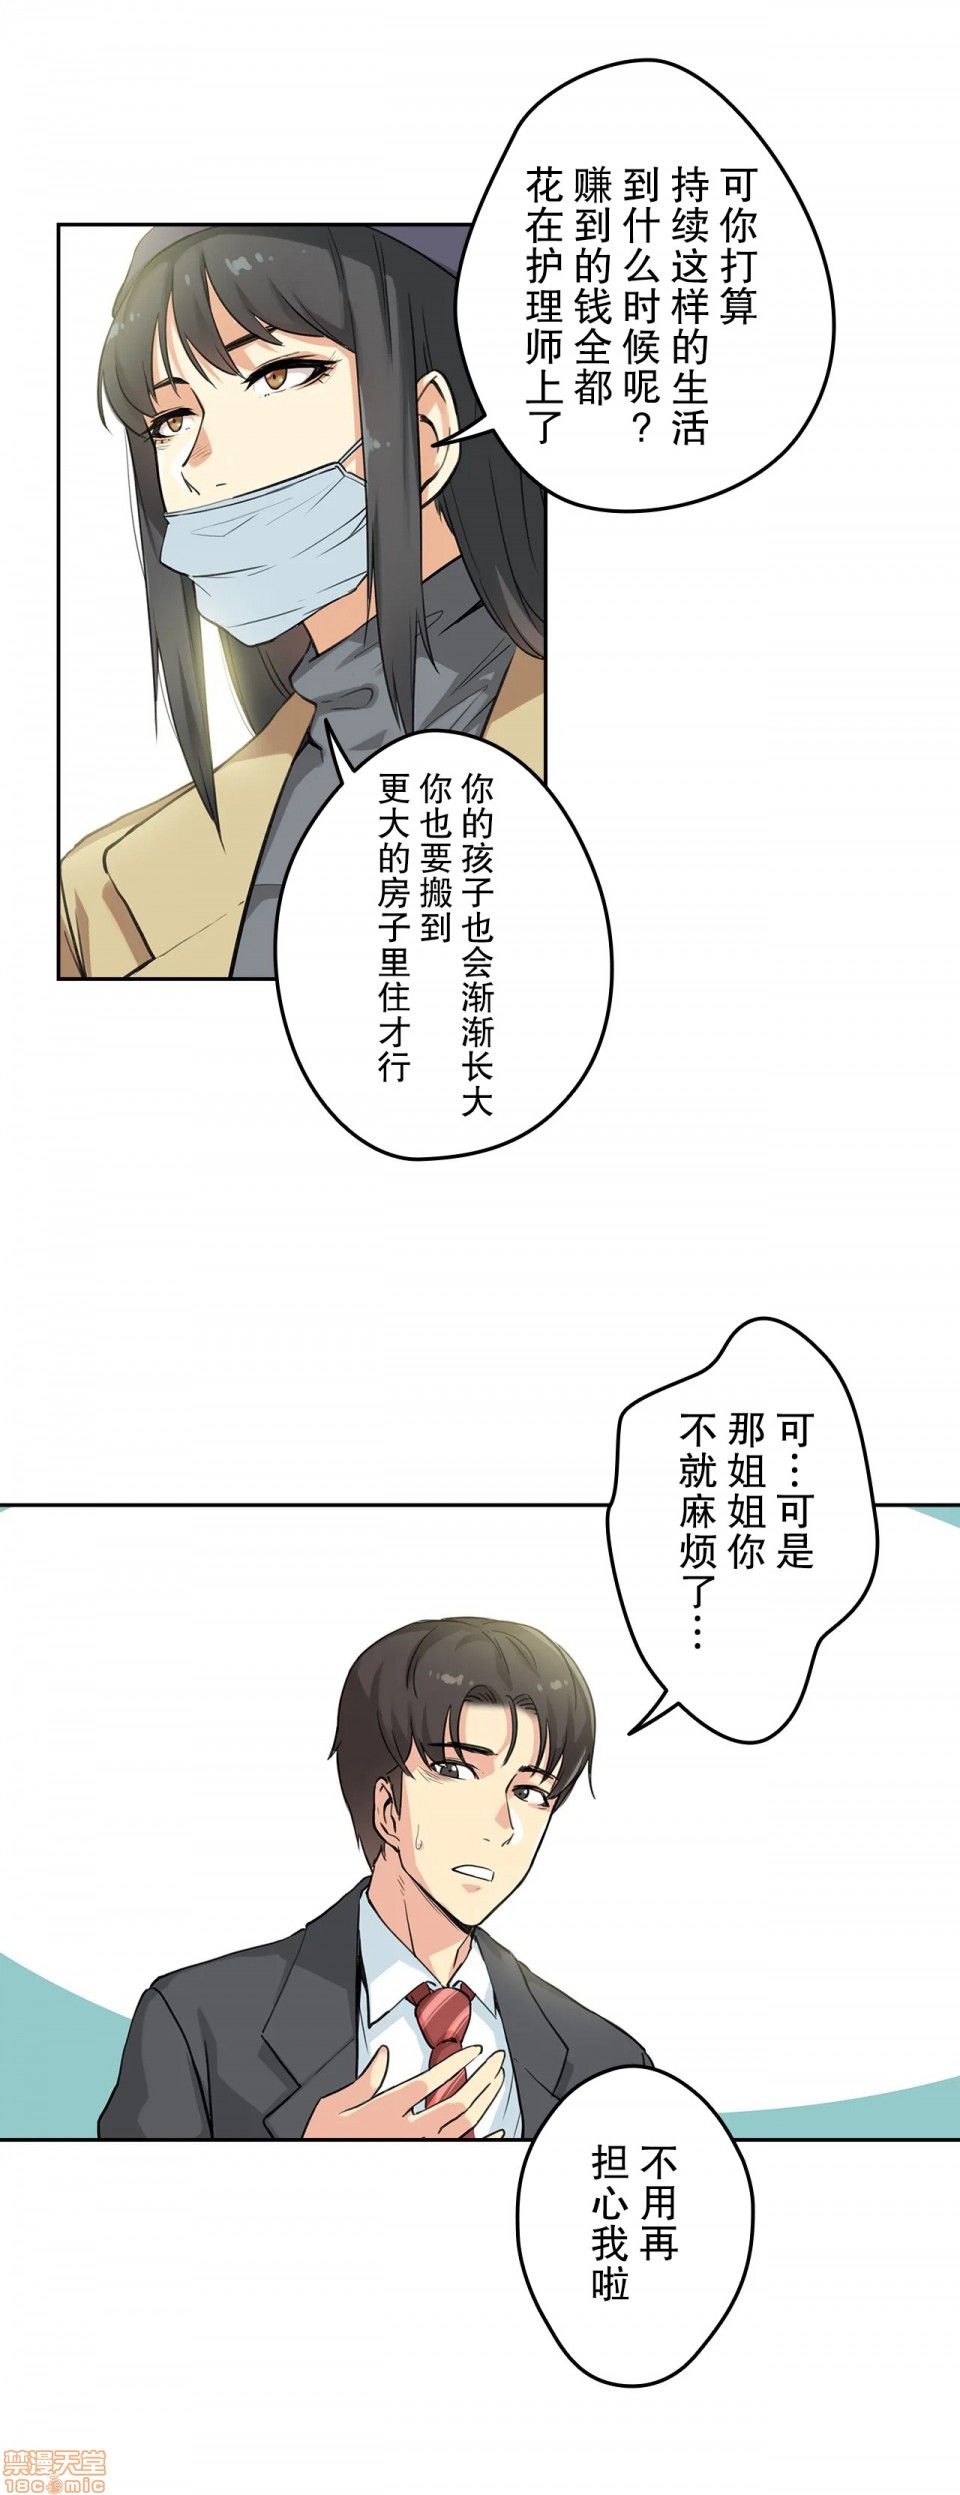 可你打算
持续这样的生活
到什么时候呢？
赚到的钱全都
花在护理师上了
你的孩子也会渐渐长大
你也要搬到
更大的房子里住才行
可…可是
那姐姐你
不就麻烦了…
不用再
担心我啦
禁漫天堂
18comic